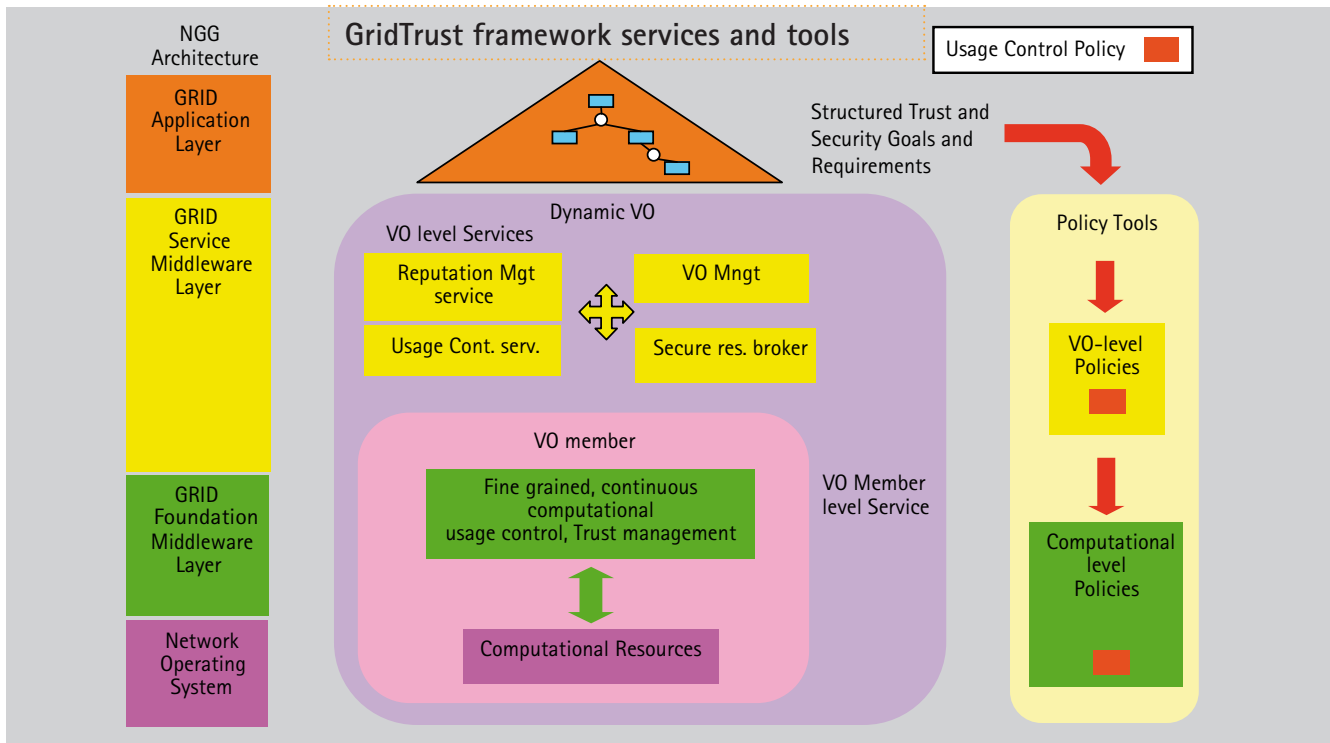 NGG
Architecture
GridTrust framework services and tools
Usage Control Policy
GRID
Application
Layer
Structured Trust and
Security Goals and
Requirements
GRID
Service
Middleware
Layer
Dynamic VO
VO level Services
Reputation Mgt
service
VO Mngt
Usage Cont. serv.
Secure res. broker
Policy Tools
VO-level
Policies
VO member
Fine grained, continuous
computational
usage control, Trust management
VO Member
level Service
GRID
Foundation
Middleware
Layer
Computational
level
Policies
Network
Operating
System
Computational Resources